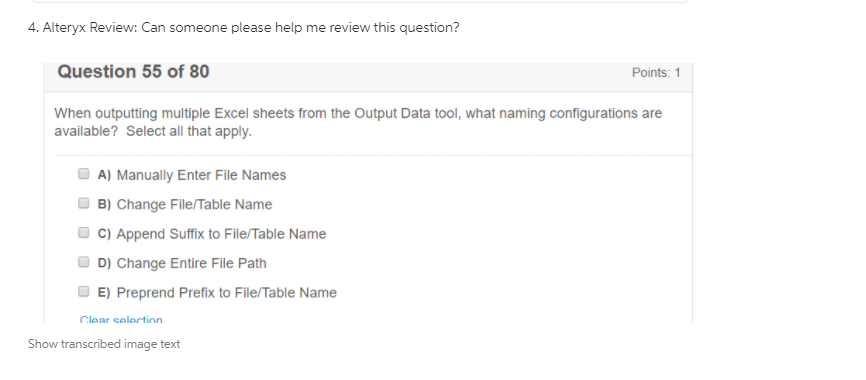 4. Alteryx Review: Can someone please help me review this question?
Question 55 of 80
Points: 1
When outputting multiple Excel sheets from the Output Data tool, what naming configurations are
available? Select all that apply.
A) Manually Enter File Names
B) Change File/Table Name
C) Append Suffix to File/Table Name
D) Change Entire File Path
E) Preprend Prefix to File/Table Name
Clear selection
Show transcribed image text